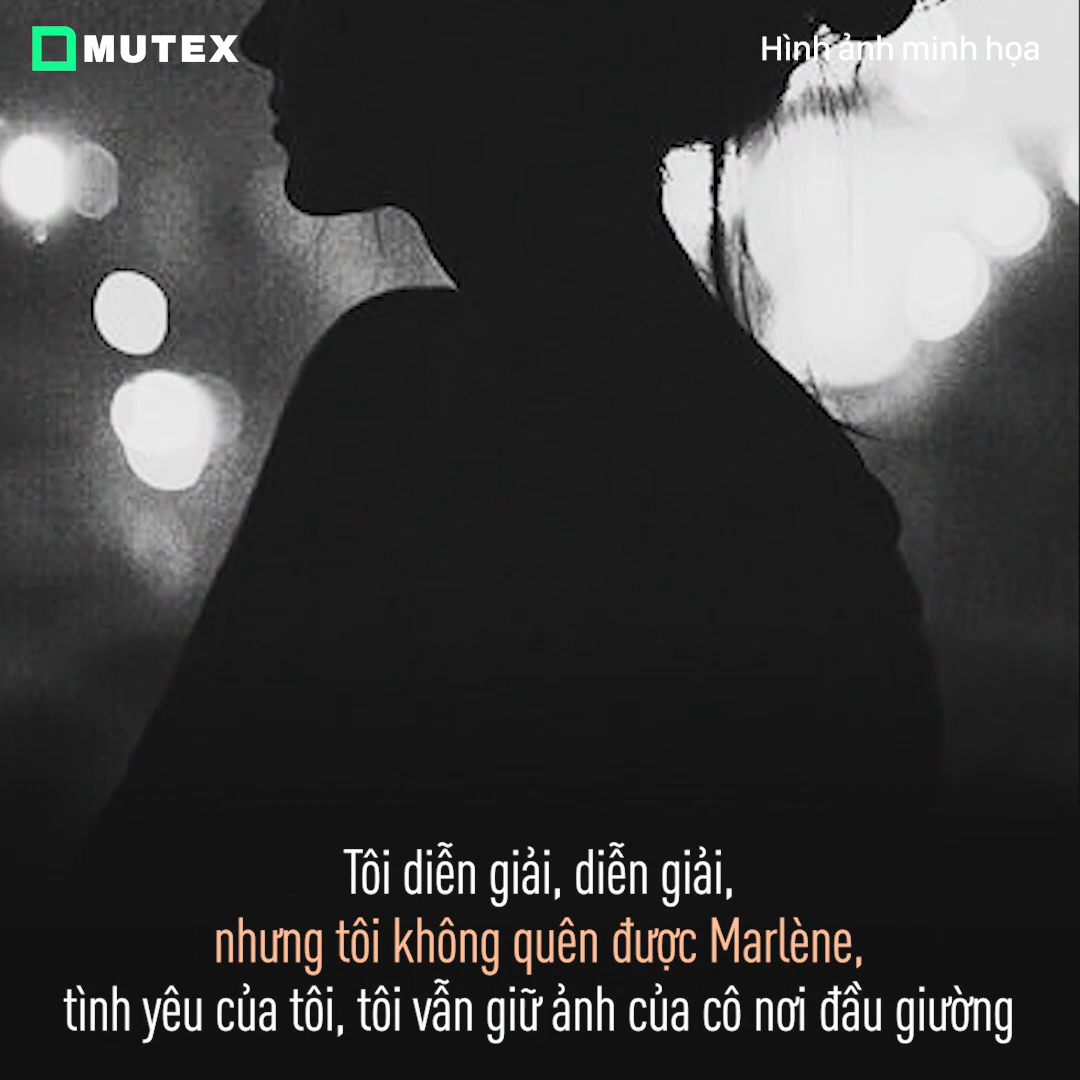 MUTEX
Hình ảnh minh họa
Tôi diễn giải, diễn giải,
nhưng tôi không quên được Marlène,
tình yêu của tôi, tôi vẫn giữ ảnh của cô nơi đầu giường